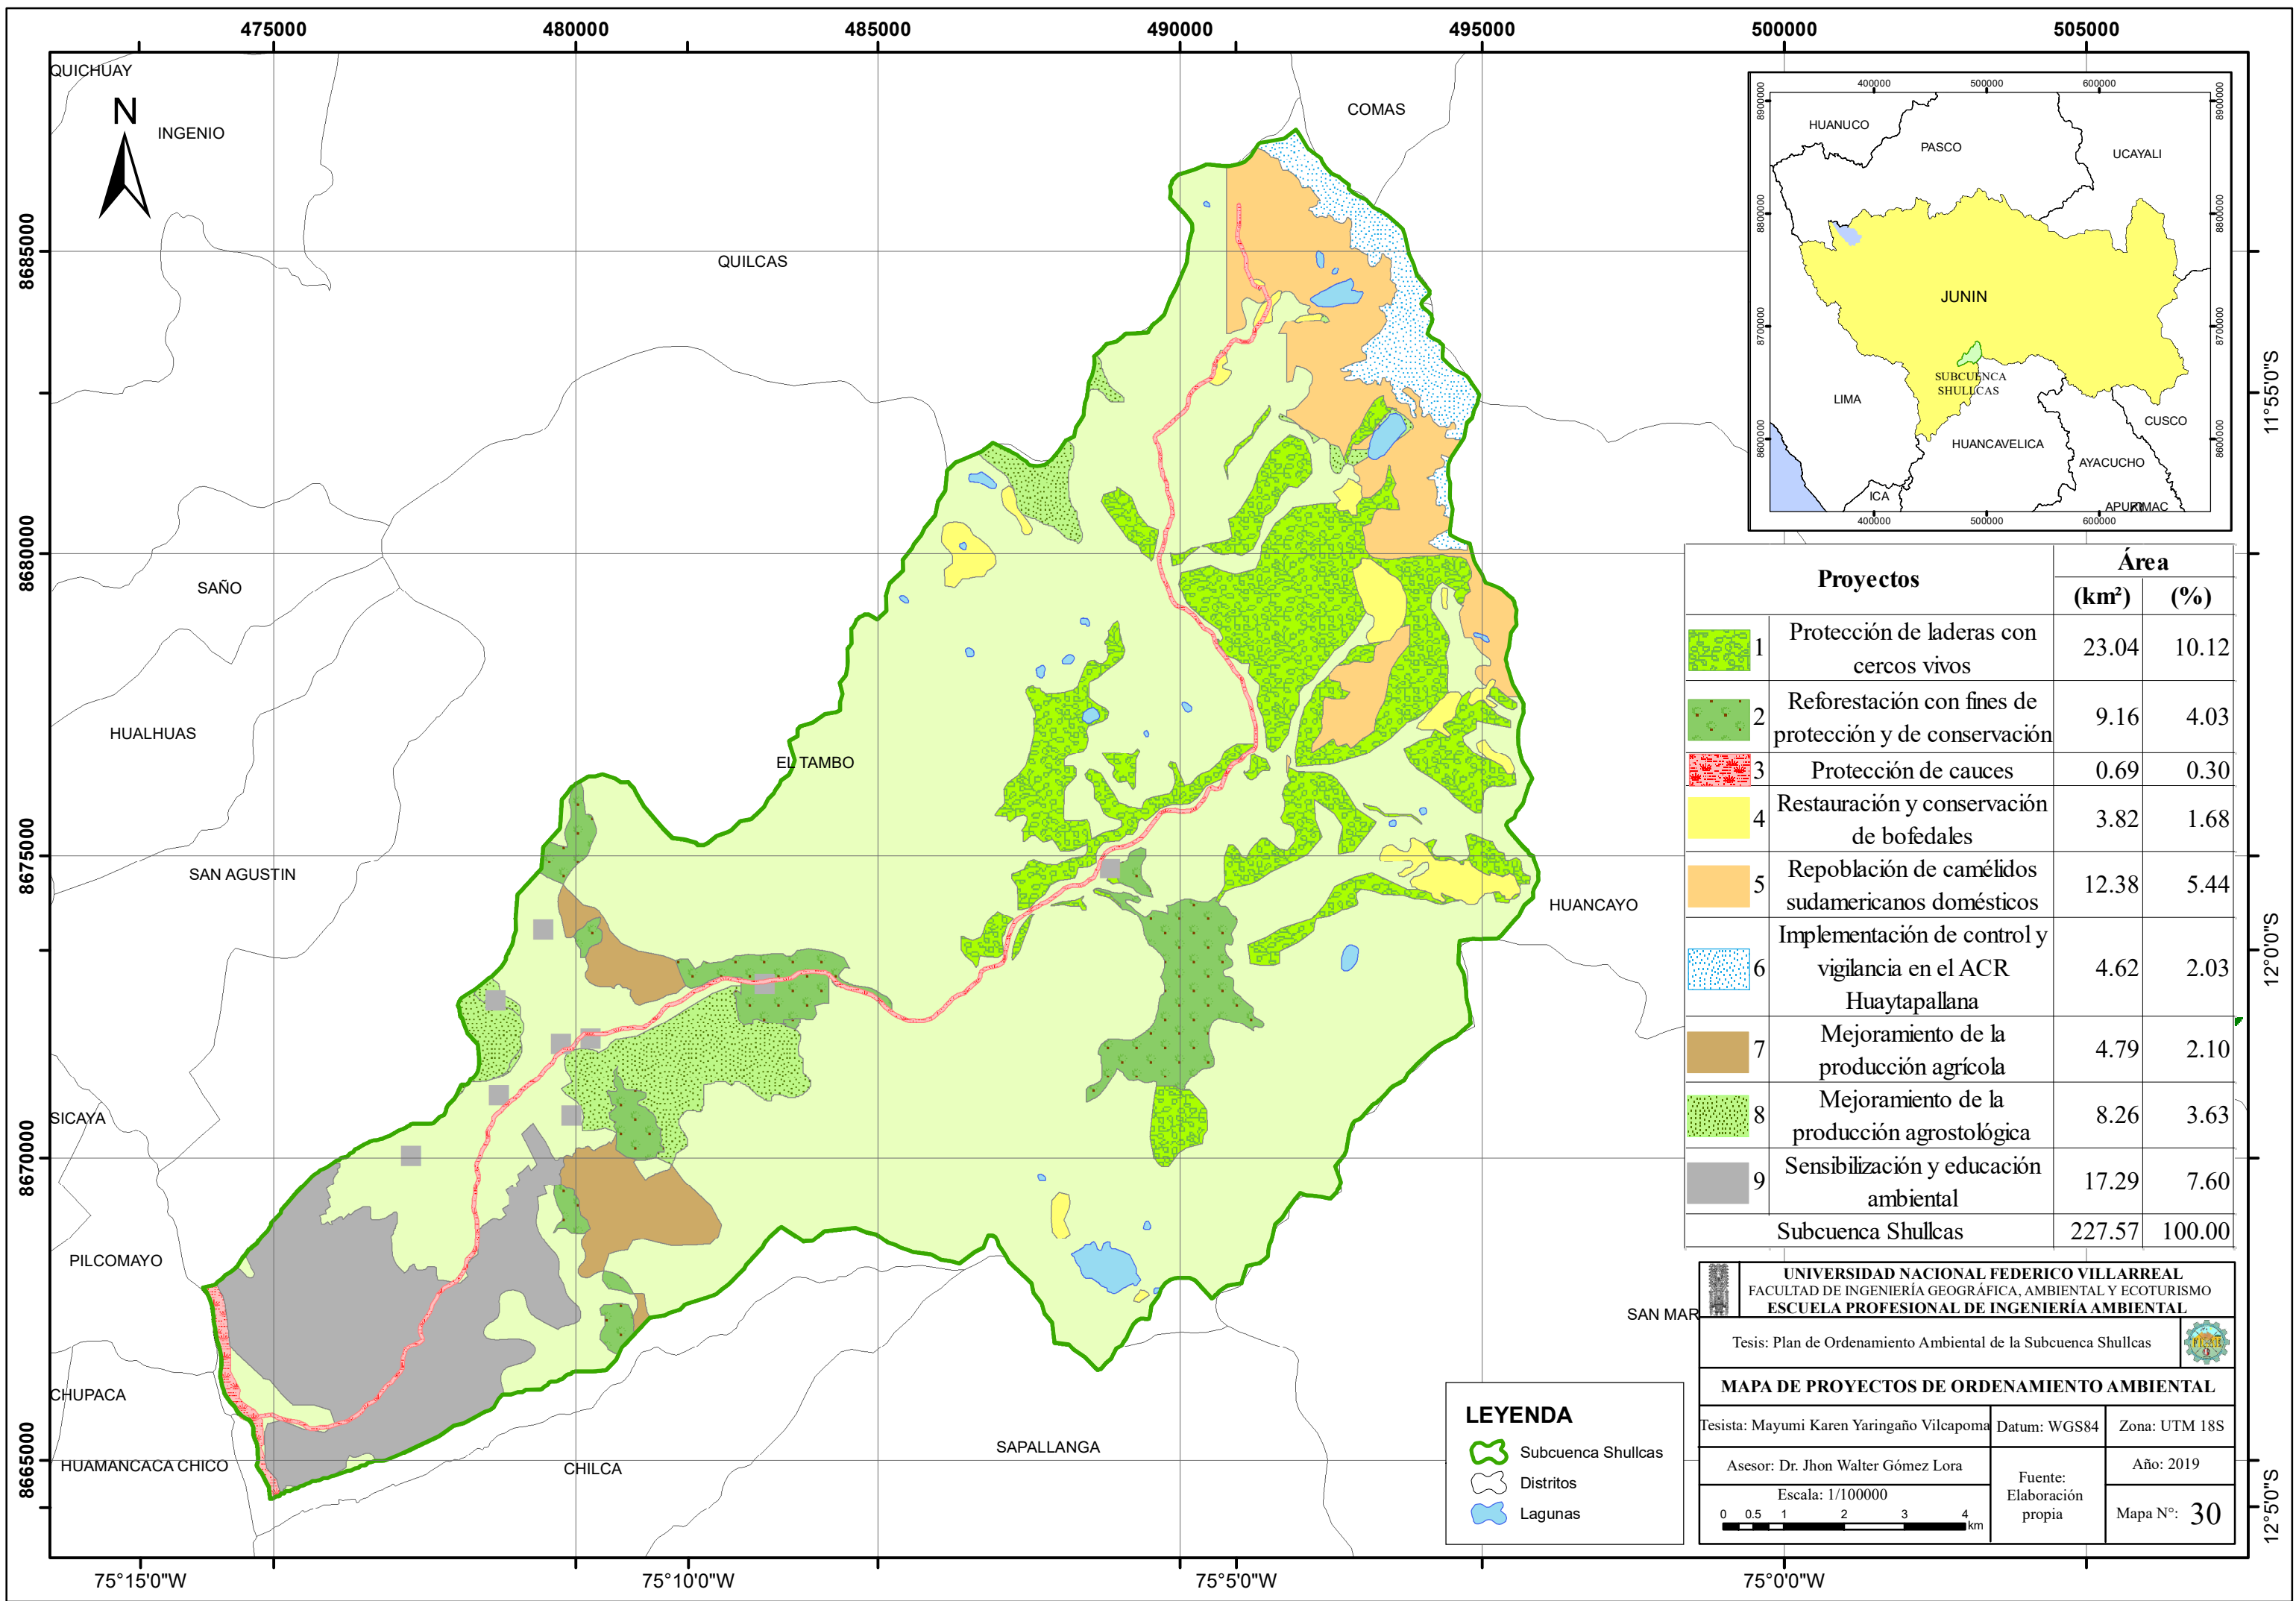 475000
480000
485000
490000
495000
500000
505000
QUICHUAY
N
INGENIO
COMAS
QUILCAS
SAÑO
HUALHUAS
EL TAMBO
SAN AGUSTIN
HUANCAYO
SICAYA
PILCOMAYO
SAN MAR
CHUPACA
SAPALLANGA
HUAMANCACA CHICO
CHILCA
8685000
8680000
8675000
8670000
8665000
11°55'0"S
12°0'0"S
12°5'0"S
75°15'0"W
75°10'0"W
75°5'0"W
75°0'0"W
400000
500000
600000
8900000
8900000
8800000
8800000
8700000
8700000
8600000
8600000
HUANUCO
PASCO
UCAYALI
JUNIN
SUBCUENCA
SHULLCAS
LIMA
CUSCO
HUANCAVELICA
AYACUCHO
ICA
400000
500000
600000
Proyectos
Área
(km²)
(%)
1
Protección de laderas con
cercos vivos
23.04
10.12
2
Reforestación con fines de
protección y de conservación
9.16
4.03
3
Protección de cauces
0.69
0.30
4
Restauración y conservación
de bofedales
3.82
1.68
5
Repoblación de camélidos
sudamericanos domésticos
12.38
5.44
6
Implementación de control y
vigilancia en el ACR
Huaytapallana
4.62
2.03
7
Mejoramiento de la
producción agrícola
4.79
2.10
8
Mejoramiento de la
producción agrostológica
8.26
3.63
9
Sensibilización y educación
ambiental
17.29
7.60
Subcuenca Shullcas
227.57
100.00
LEYENDA
Subcuenca Shullcas
Distritos
Lagunas
UNIVERSIDAD NACIONAL FEDERICO VILLARREAL
FACULTAD DE INGENIERÍA GEOGRÁFICA, AMBIENTAL Y ECOTURISMO
ESCUELA PROFESIONAL DE INGENIERÍA AMBIENTAL
Tesis: Plan de Ordenamiento Ambiental de la Subcuenca Shullcas
MAPA DE PROYECTOS DE ORDENAMIENTO AMBIENTAL
Tesista: Mayumi Karen Yaringaño Vilcapoma
Datum: WGS84
Zona: UTM 18S
Asesor: Dr. Jhon Walter Gómez Lora
Fuente:
Elaboración
propia
Año: 2019
Escala: 1/100000
0 0.5 1 2 3 4
km
Mapa N°: 30